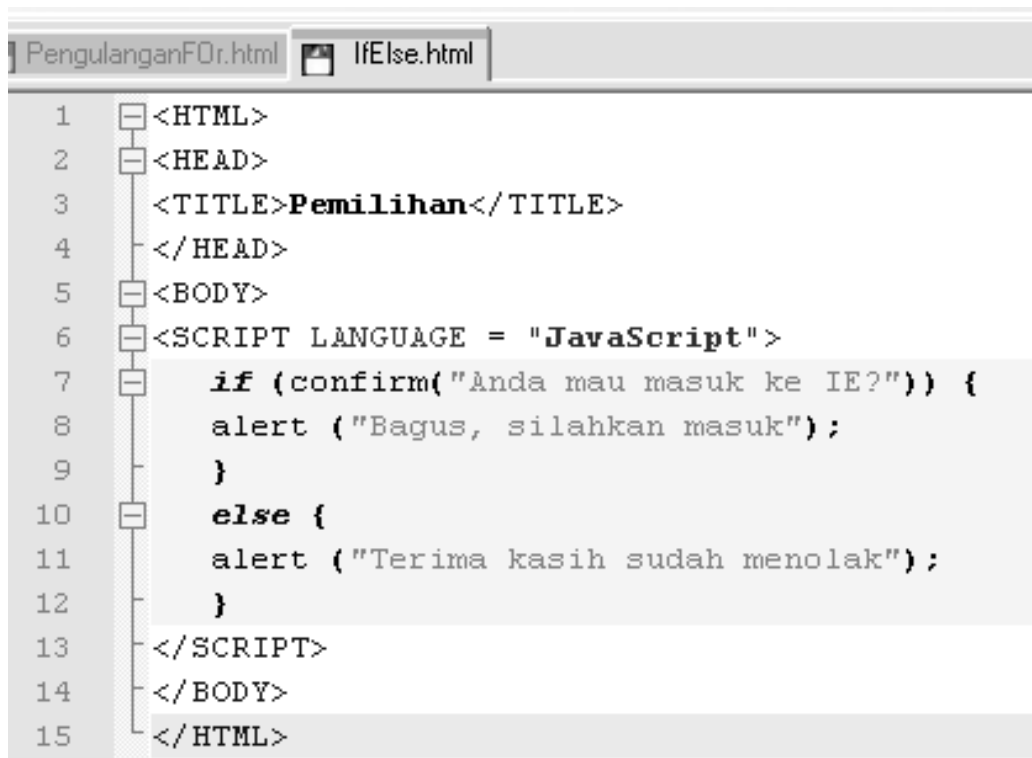 PengulanganFOr.html IfElse.html
1 <HTML>
2 <HEAD>
3 <TITLE>Pemilihan</TITLE>
4 </HEAD>
5 <BODY>
6 <SCRIPT LANGUAGE = "JavaScript">
7 if (confirm("Anda mau masuk ke IE?")) {
8 alert ("Bagus, silahkan masuk");
9 }
10 else {
11 alert ("Terima kasih sudah menolak");
12 }
13 </SCRIPT>
14 </BODY>
15 </HTML>